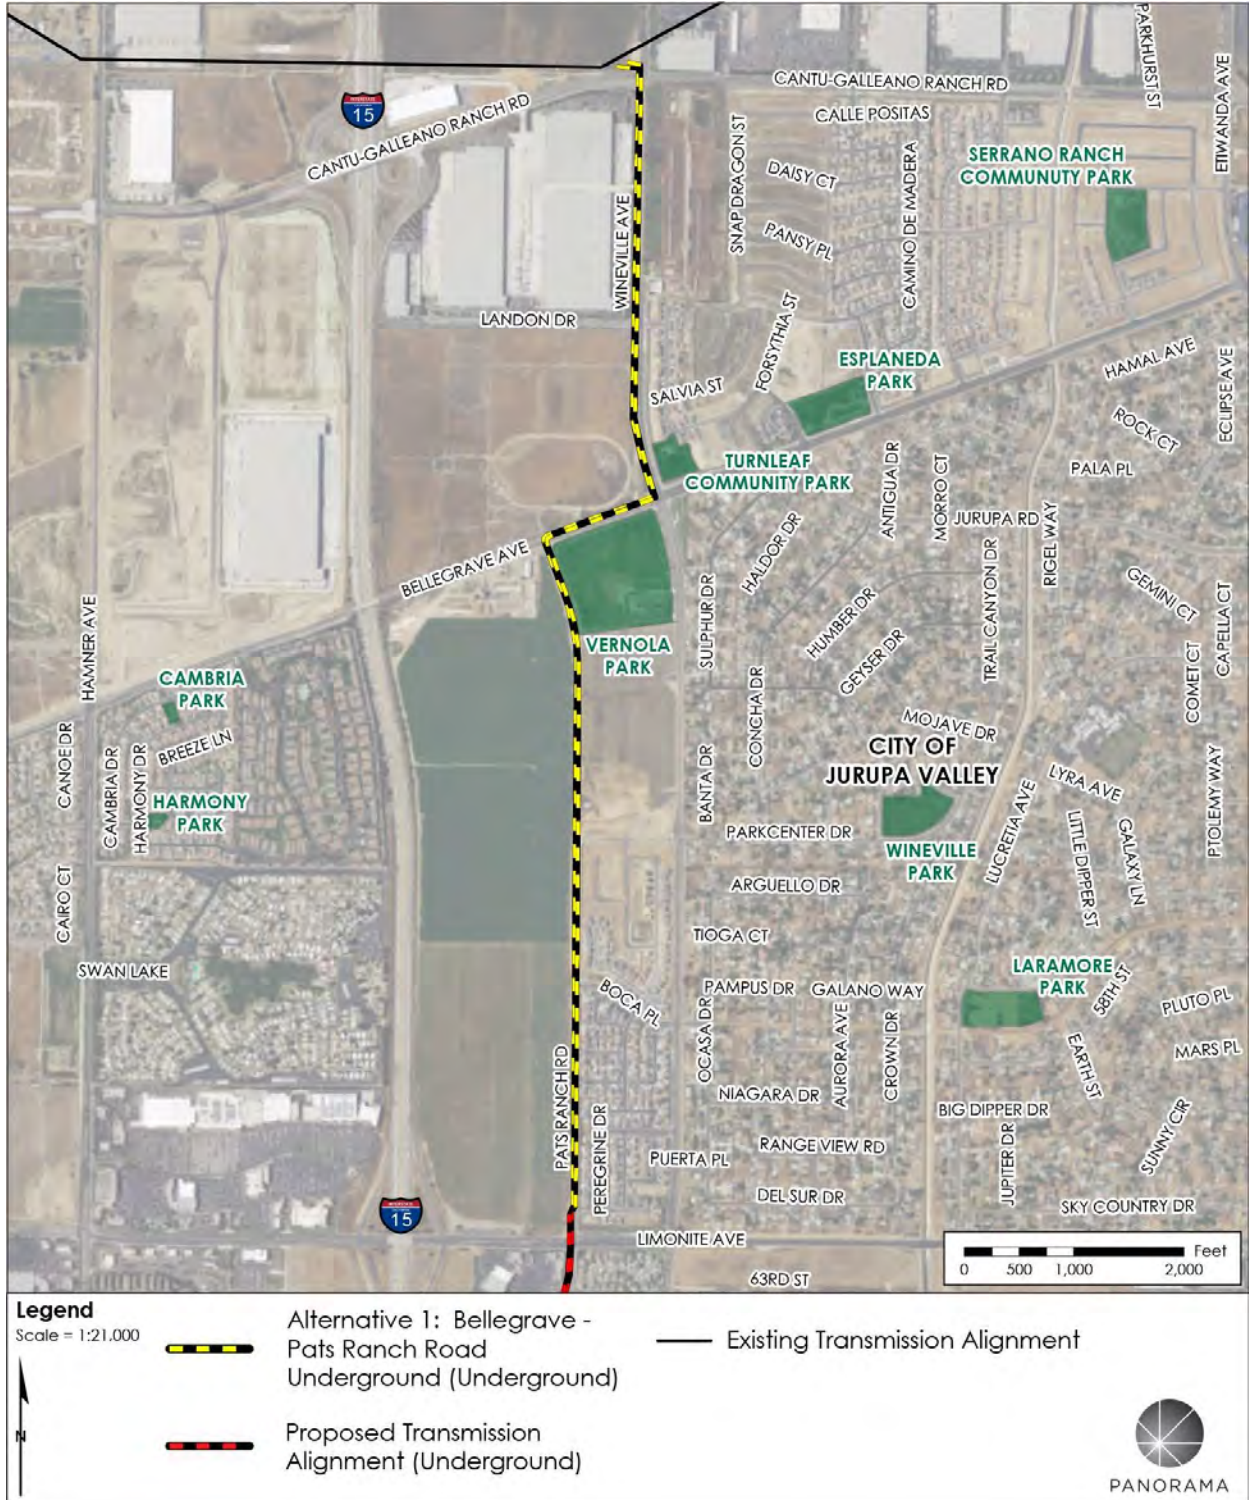 PARKHURST ST
ETIWANDA AVE
CANTU-GALLEANO RANCH RD
INTERSTATE
CALIFORNIA
15
CANTU-GALLEANO RANCH RD
CALLE POSITAS
SERRANO RANCH
COMMUNUTY PARK
SNAP DRAGON ST
DAISY CT
CAMINO DE MADERA
WINEVILLE AVE
PANSY PL
LANDON DR
FORSYTHIA ST
ESPLANEDA
PARK
HAMAL AVE
ECLIPSE AVE
SALVIA ST
ROCK CT
TURNLEAF
COMMUNITY PARK
ANTIGUA DR
MORRO CT
PALA PL
JURUPA RD
HALDOR DR
RIGEL WAY
BELLEGRAVE AVE
TRAIL CANYON DR
GEMINI CT
CAPELLA CT
HAMNER AVE
SULPHUR DR
HUMBER DR
VERNOLA
PARK
GEYSER DR
COMET CT
CAMBRIA
PARK
CONCHA DR
MOJAVE DR
CANOE DR
BREEZE LN
CITY OF
JURUPA VALLEY
LYRA AVE
PTOLEMY WAY
CAMBRIA DR
HARMONY DR
HARMONY
PARK
BANTA DR
PARKCENTER DR
LUCRETIA AVE
WINEVILLE
PARK
LITTLE DIPPER ST
GALAXY LN
CAIRO CT
ARGUELLO DR
TIOGA CT
SWAN LAKE
LARAMORE
PARK
58TH ST
BOCA PL
PAMPUS DR
GALANO WAY
PLUTO PL
OCASA DR
AURORA AVE
CROWN DR
EARTH ST
MARS PL
PATS RANCH RD
NIAGARA DR
BIG DIPPER DR
PEREGRINE DR
PUERTA PL
RANGE VIEW RD
JUPITER DR
SUNNY CIR
DEL SUR DR
SKY COUNTRY DR
15
LIMONITE AVE
63RD ST
Feet
0 500 1,000 2,000
Legend
Scale = 1:21,000
N
Alternative 1: Bellegrave -
Pats Ranch Road
Underground (Underground)
Existing Transmission Alignment
Proposed Transmission
Alignment (Underground)
PANORAMA